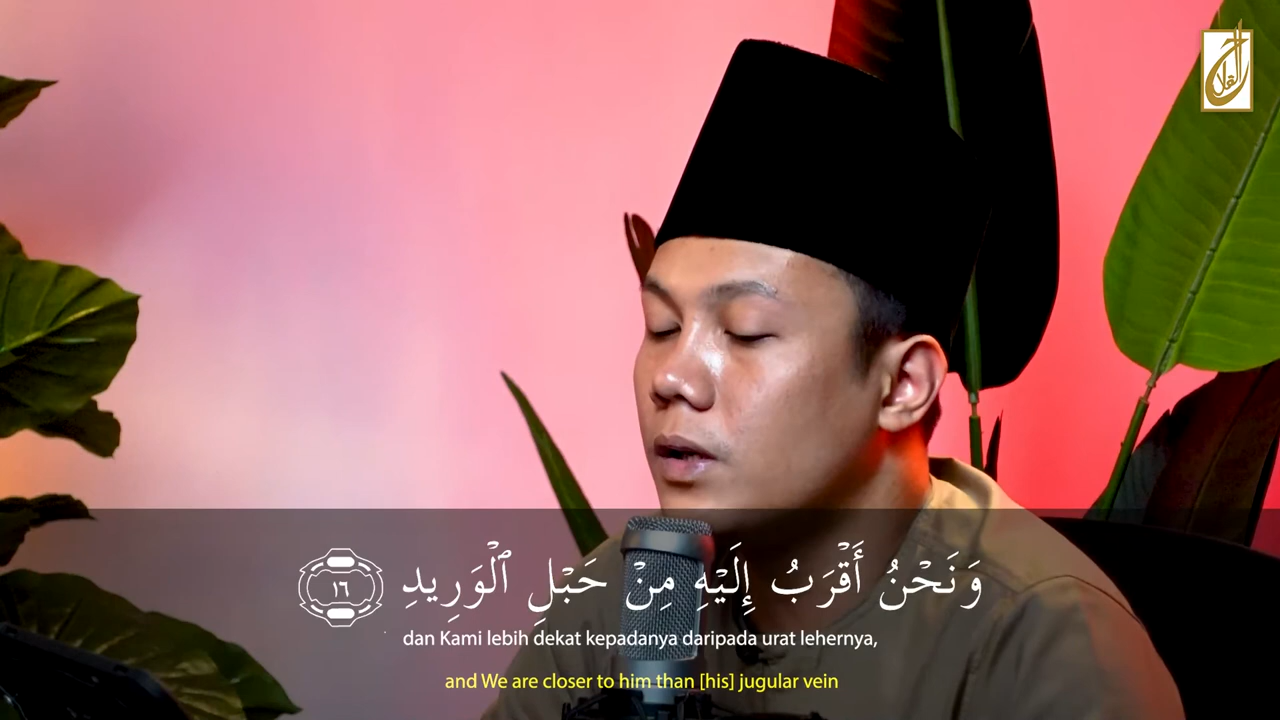 وَنَحْنُ أَقْرَبُ إِلَيْهِ مِنْ حَبْلِ ٱلْوَرِيدِ ١٦
dan Kami lebih dekat kepadanya daripada urat lehernya,
and We are closer to him than [his] jugular vein